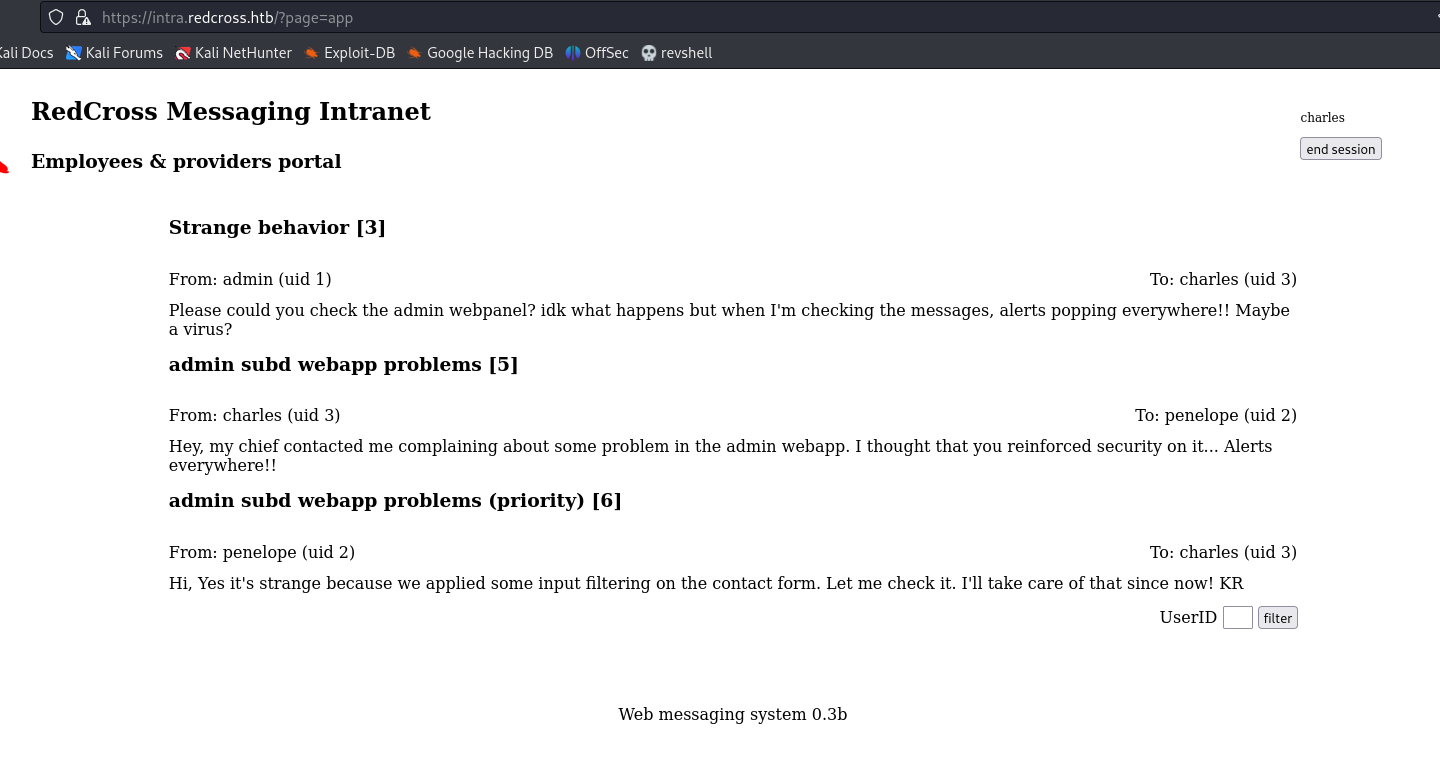 https://intra.redcross.htb/?page=app
Kali Docs Kali Forums Kali NetHunter Exploit-DB Google Hacking DB OffSec revshell
RedCross Messaging Intranet
charles
end session
Employees & providers portal
Strange behavior [3]
From: admin (uid 1) To: charles (uid 3)
Please could you check the admin webpanel? idk what happens but when I'm checking the messages, alerts popping everywhere!! Maybe
a virus?
admin subd webapp problems [5]
From: charles (uid 3) To: penelope (uid 2)
Hey, my chief contacted me complaining about some problem in the admin webapp. I thought that you reinforced security on it... Alerts
everywhere!!
admin subd webapp problems (priority) [6]
From: penelope (uid 2) To: charles (uid 3)
Hi, Yes it's strange because we applied some input filtering on the contact form. Let me check it. I'll take care of that since now! KR
UserID filter
Web messaging system 0.3b